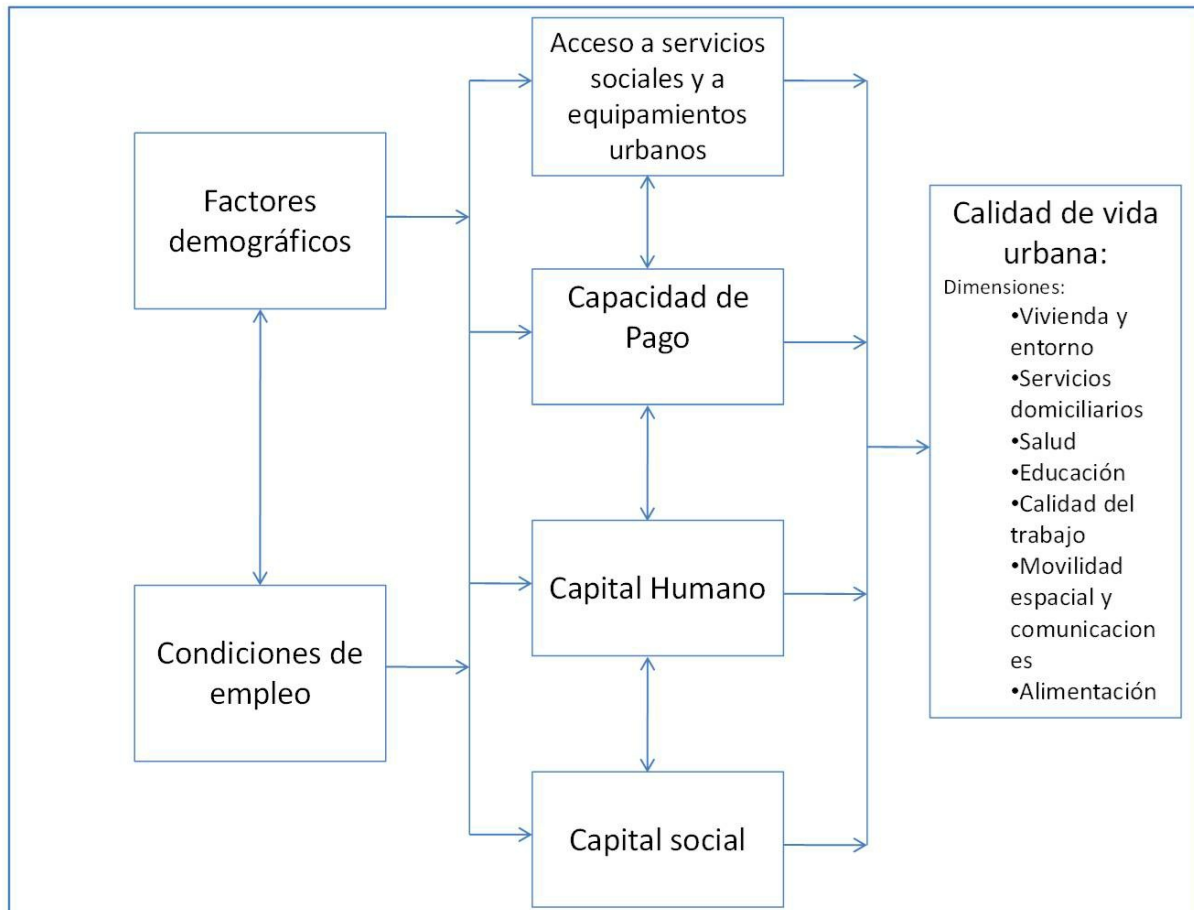 Acceso a servicios
sociales y a
equipamientos
urbanos
Factores
demográficos
Capacidad de
Pago
Capital Humano
Condiciones de
empleo
Capital social
Calidad de vida
urbana:
Dimensiones:
•Vivienda y
entorno
•Servicios
domiciliarios
•Salud
•Educación
•Calidad del
trabajo
•Movilidad
espacial y
comunicacion
es
•Alimentación